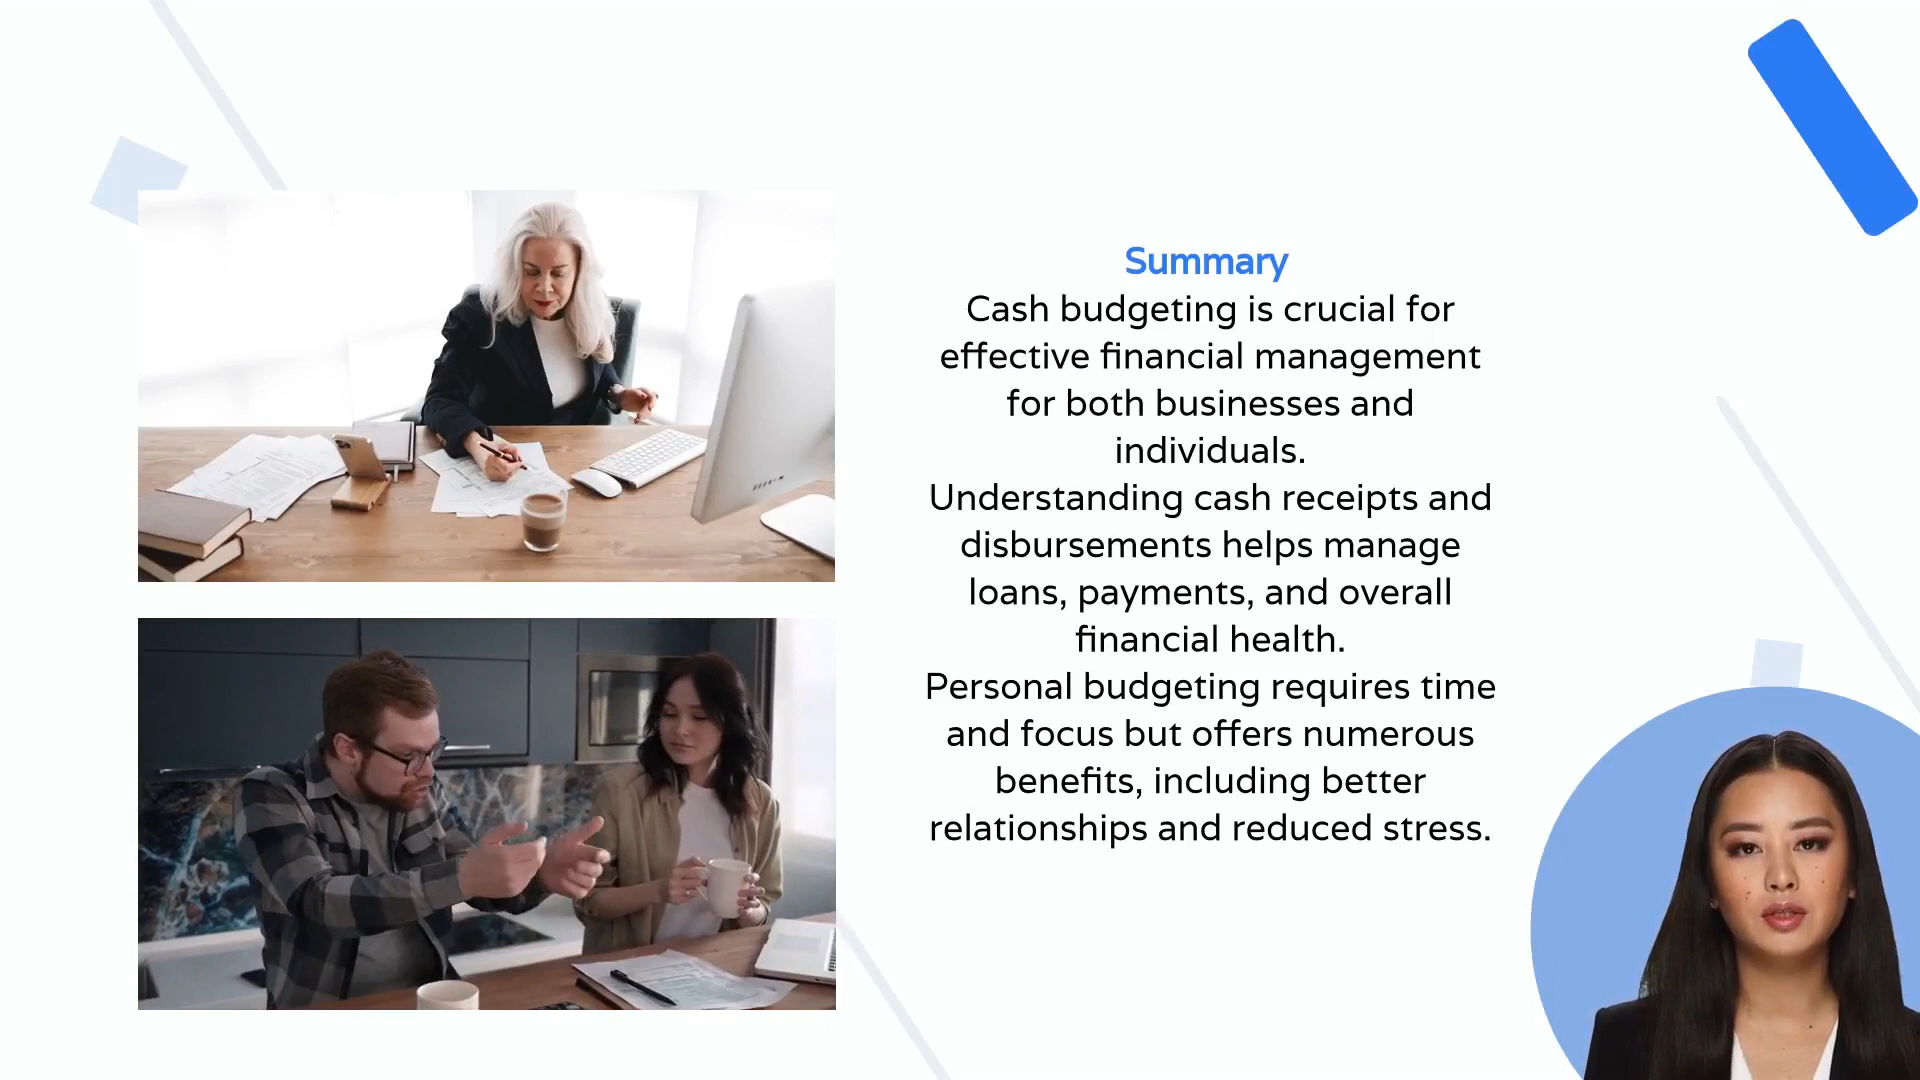 Summary
Cash budgeting is crucial for
effective financial management
for both businesses and
individuals.
Understanding cash receipts and
disbursements helps manage
loans, payments, and overall
financial health.
Personal budgeting requires time
and focus but offers numerous
benefits, including better
relationships and reduced stress.